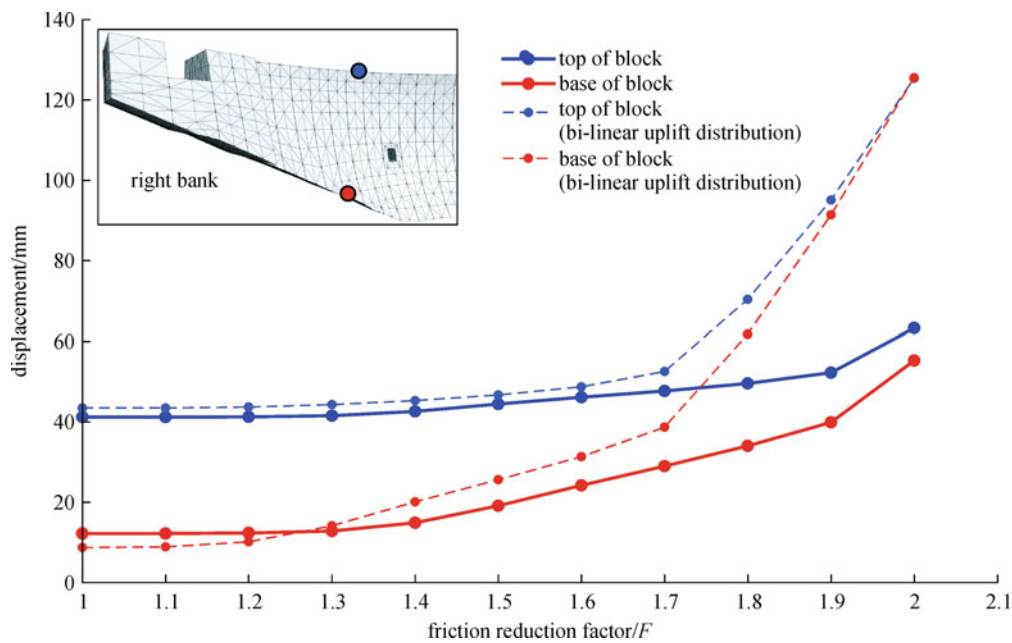 140
120
100
80
60
40
20
0
displacement/mm
right bank
top of block
base of block
top of block
(bi-linear uplift distribution)
base of block
(bi-linear uplift distribution)
1 1.1 1.2 1.3 1.4 1.5 1.6 1.7 1.8 1.9 2 2.1
friction reduction factor/F